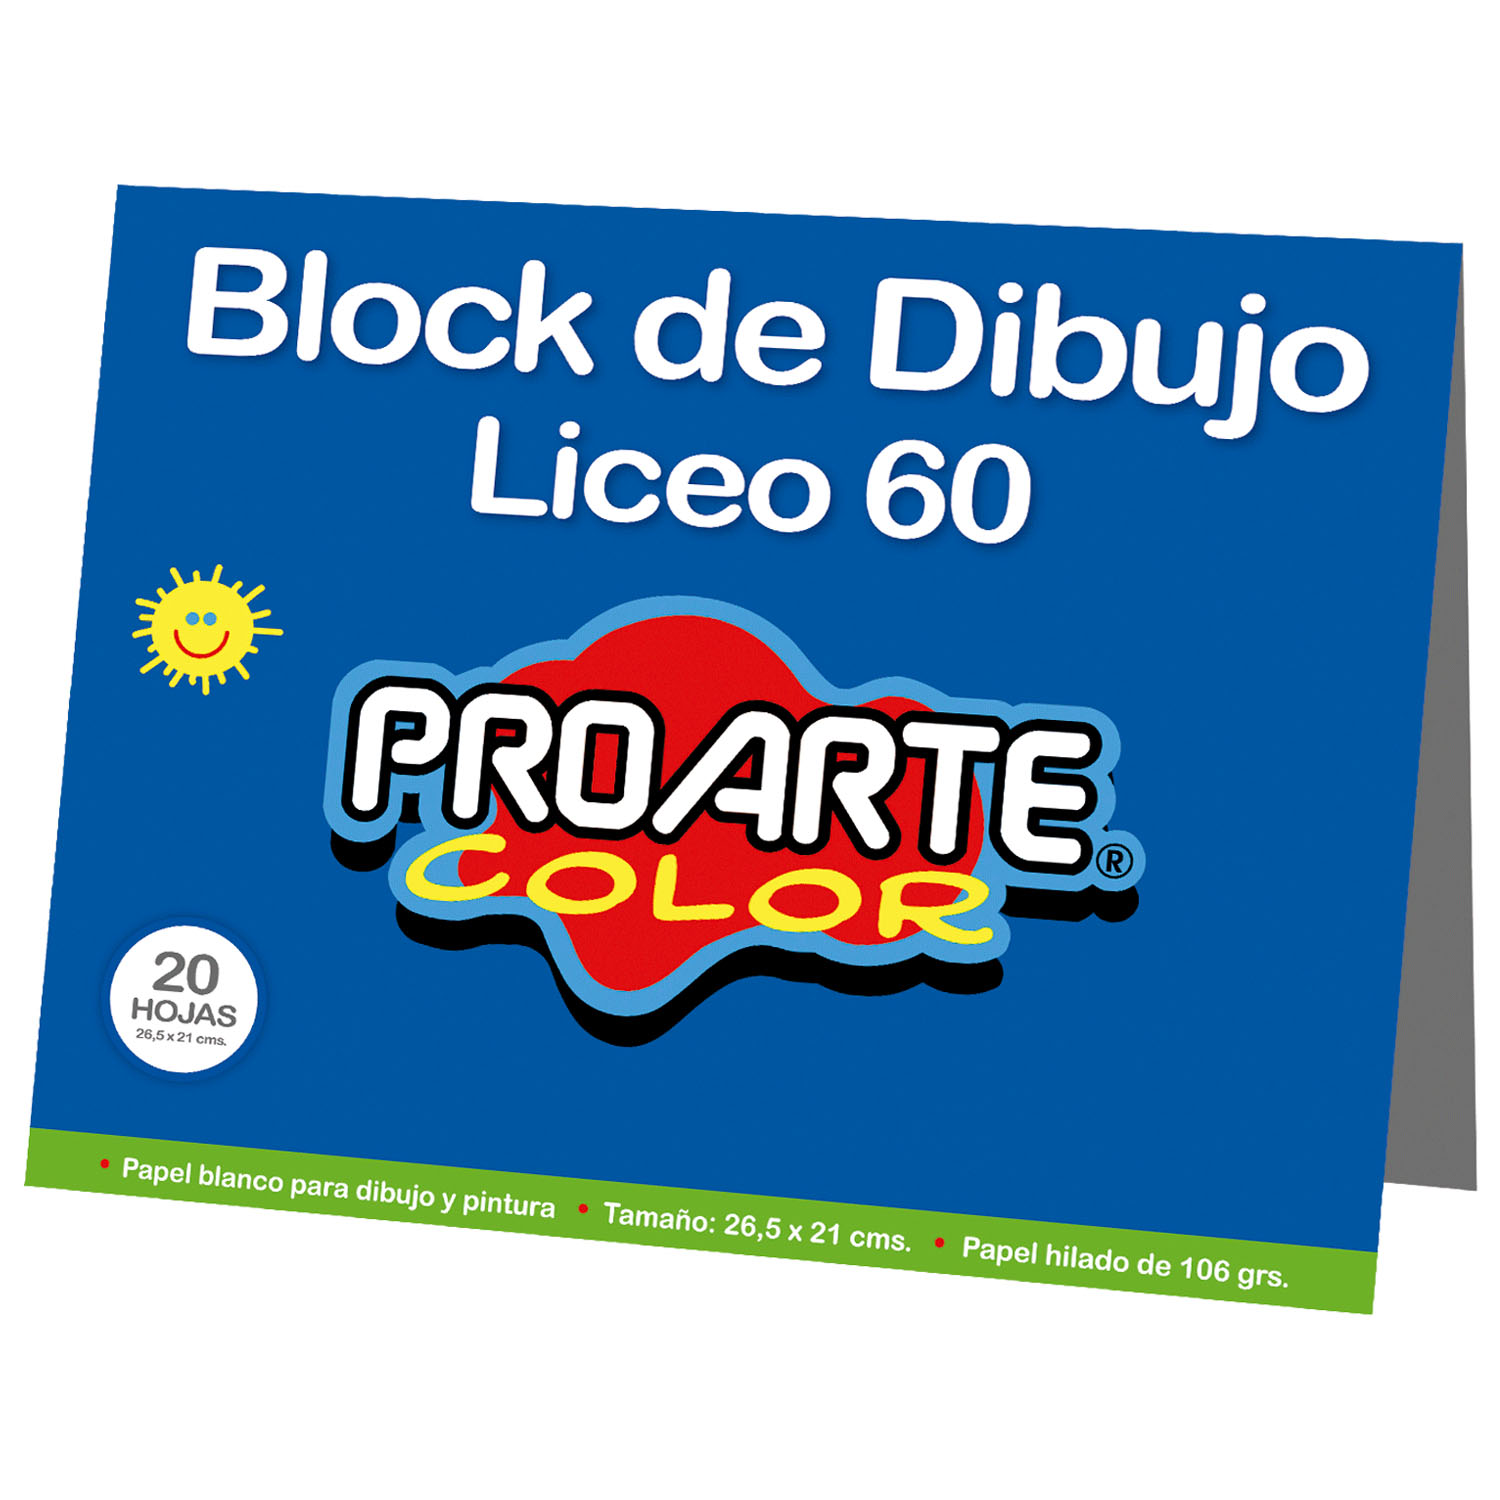 Block de Dibujo
Liceo 60
PROARTE®
COLOR
20
HOJAS
26,5 x 21 cms.
• Papel blanco para dibujo y pintura • Tamaño: 26,5 x 21 cms. • Papel hilado de 106 grs.